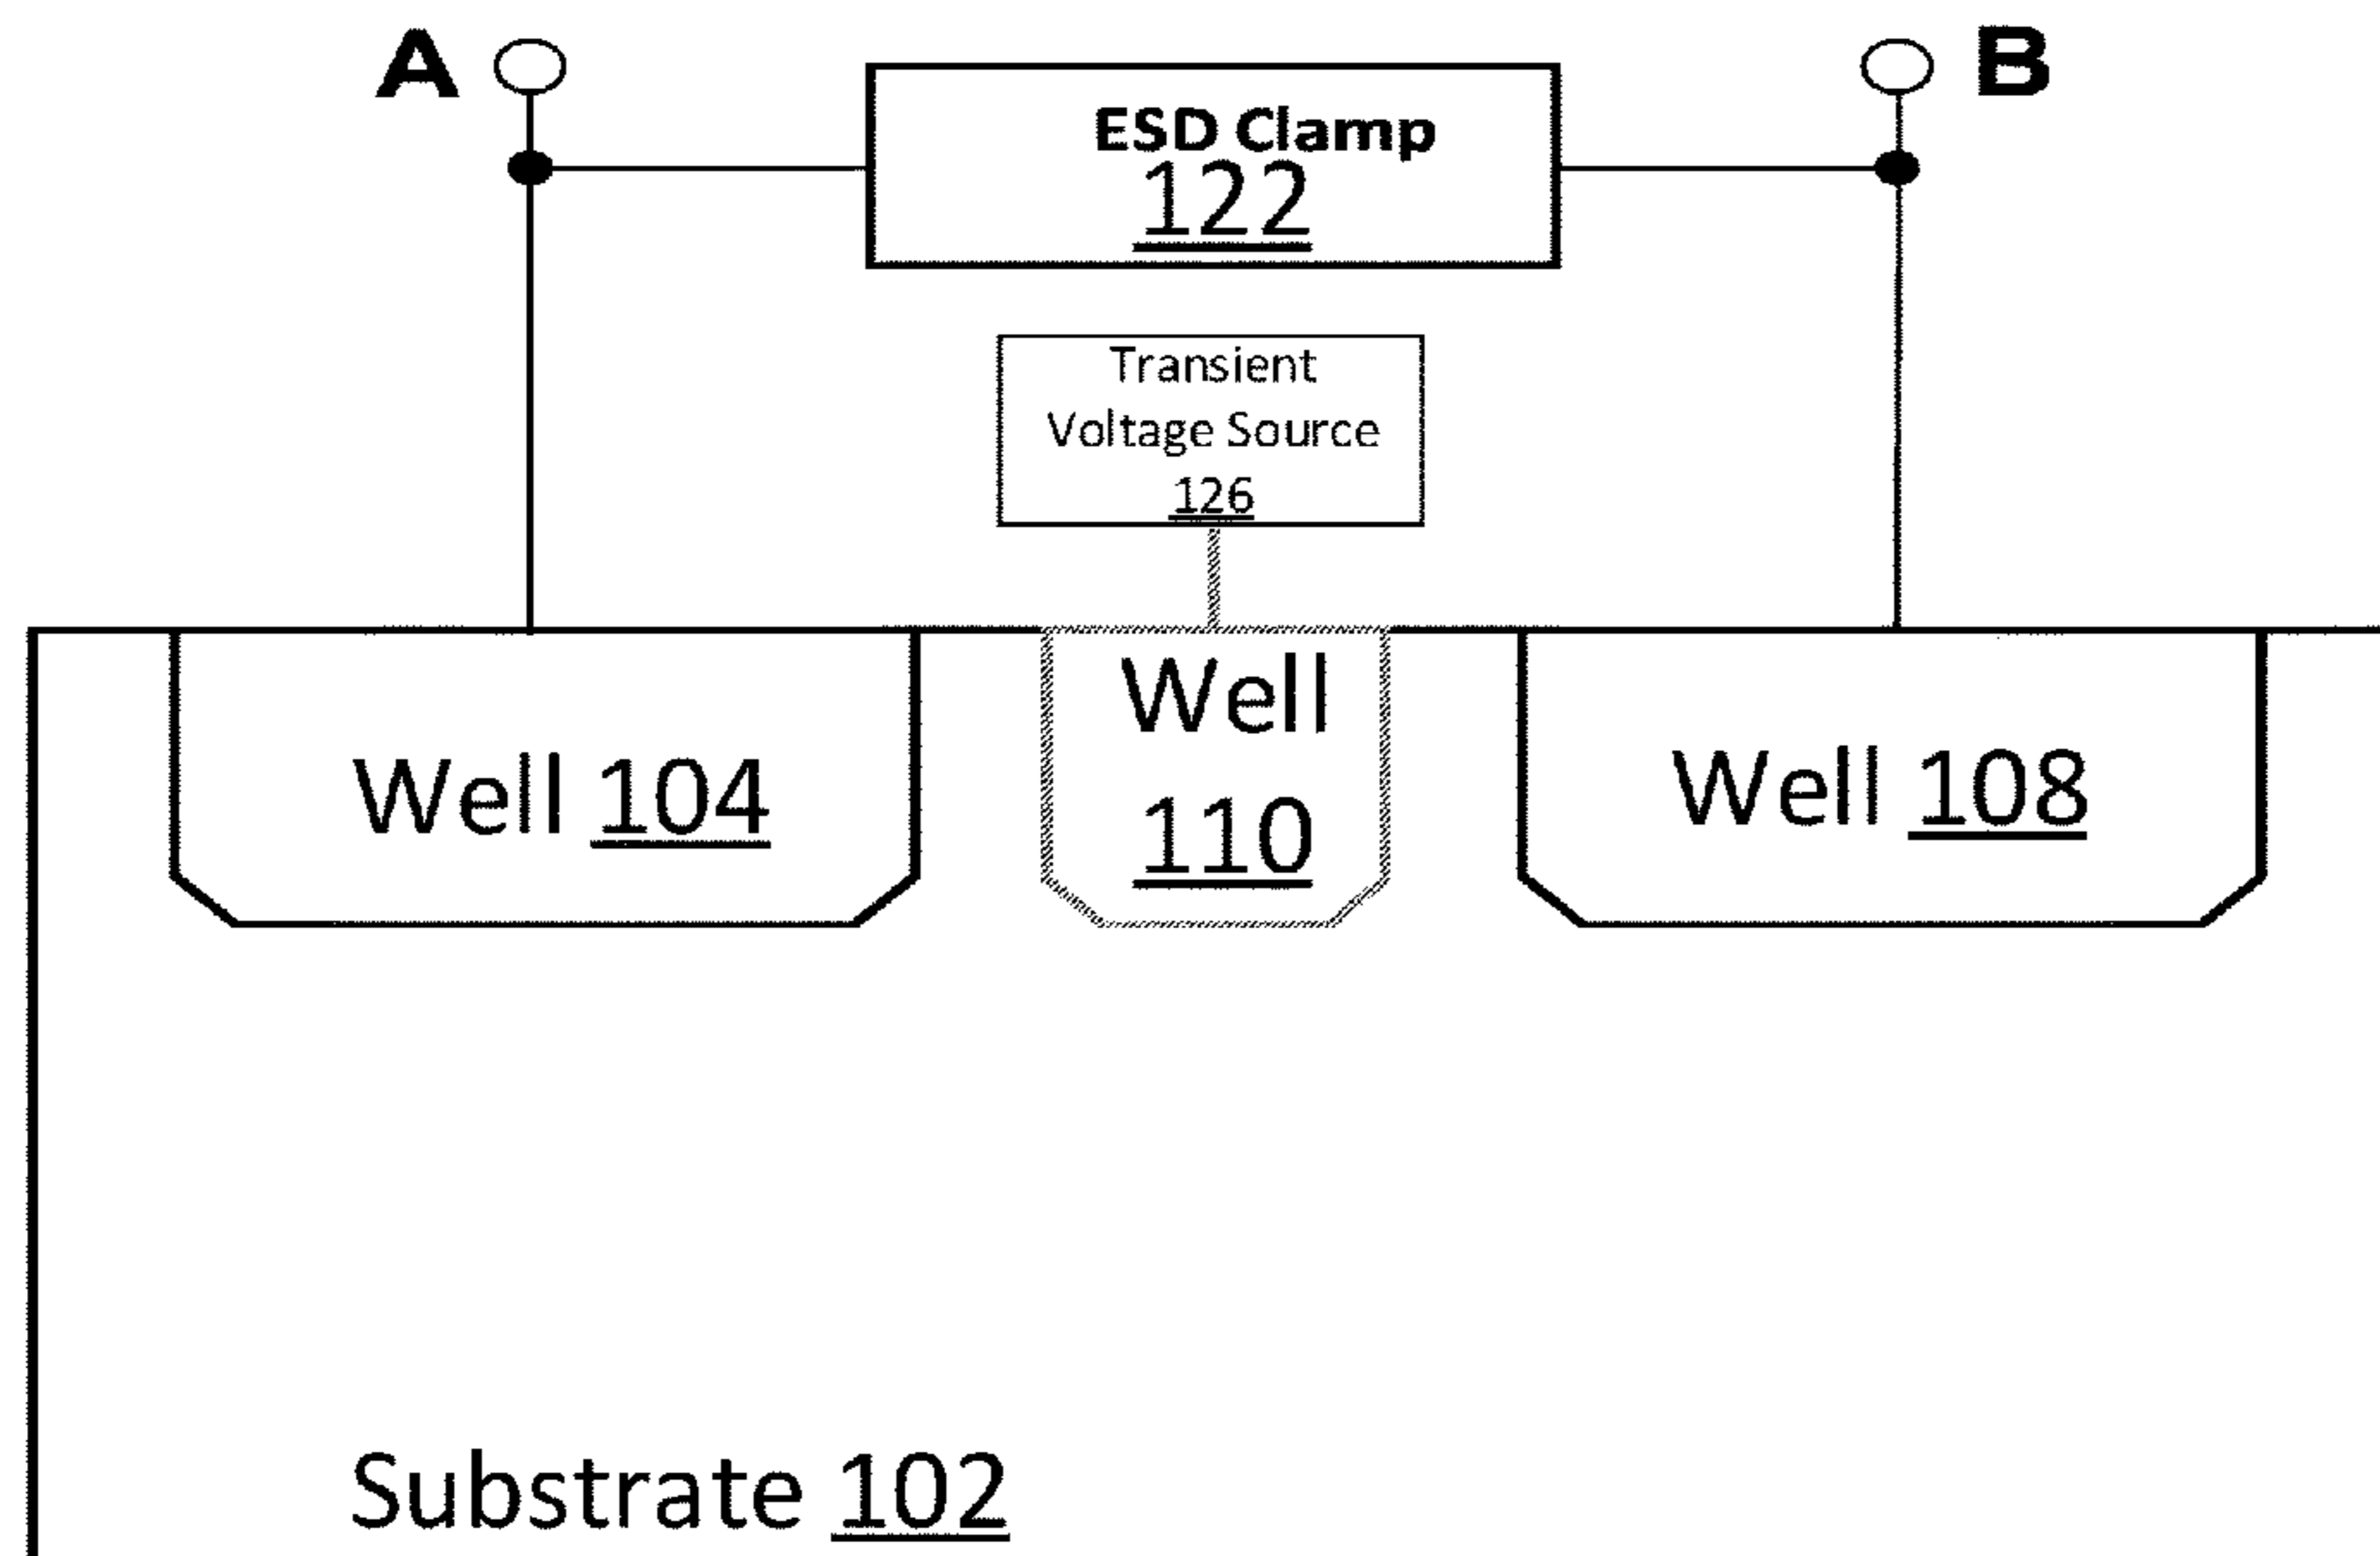 A
B
ESD Clamp
122
Transient
Voltage Source
126
Well
110
Well 104
Well 108
Substrate 102